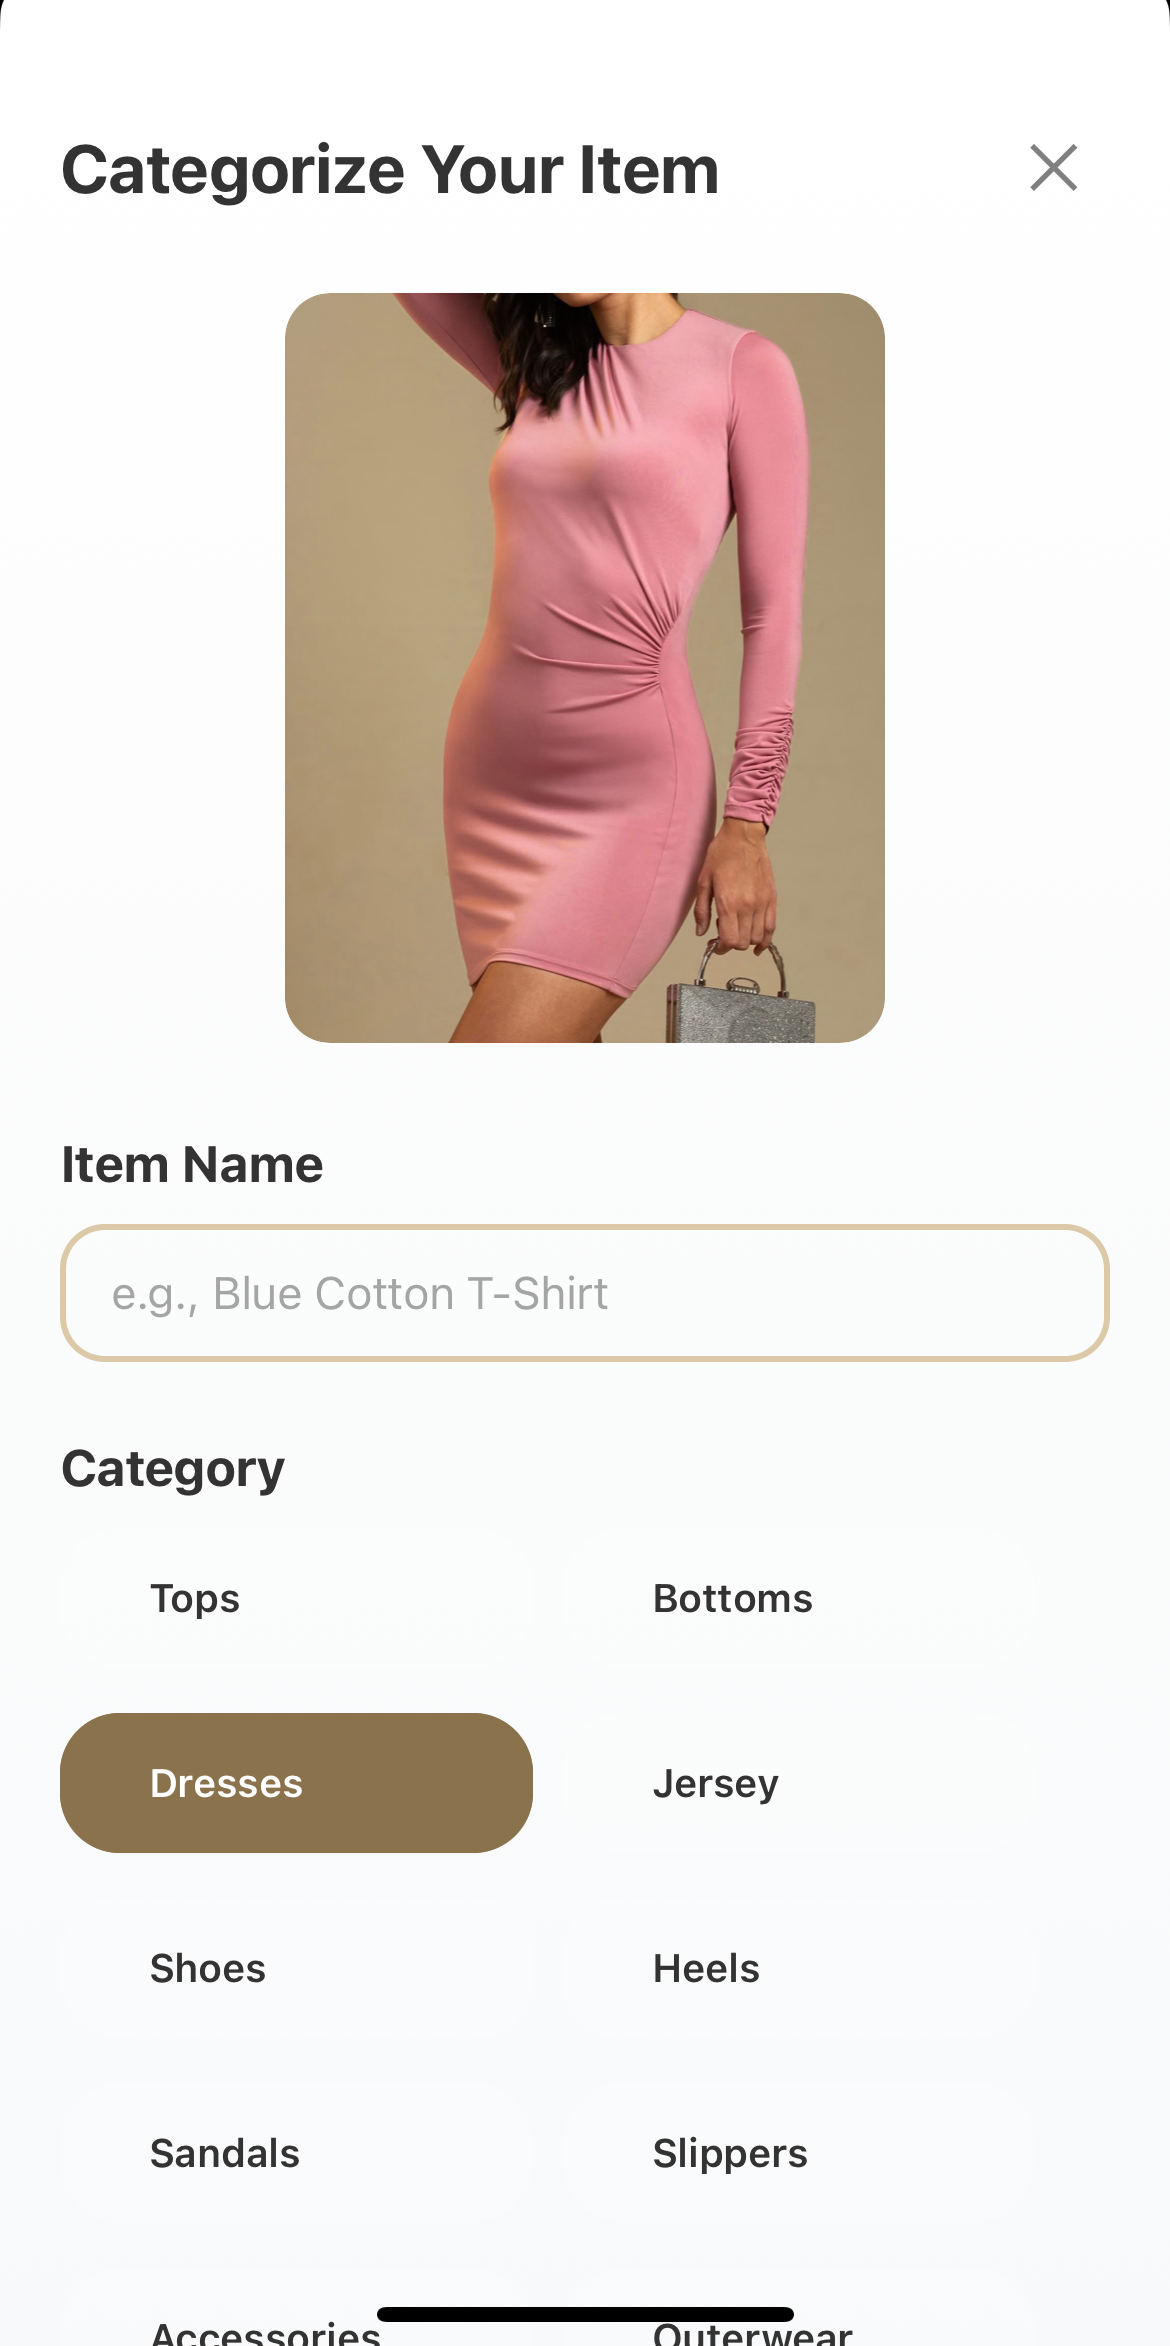 Categorize Your Item
Item Name
e.g., Blue Cotton T-Shirt
Category
Tops
Bottoms
Dresses
Jersey
Shoes
Heels
Sandals
Slippers
Accessories
Outerwear